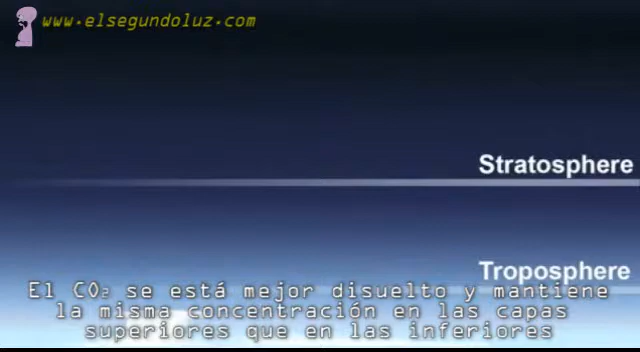 www.elsegundoluz.com
Stratosphere
Troposphere
El CO₂ se está mejor disuelto y mantiene
la misma concentración en las capas
superiores que en las inferiores